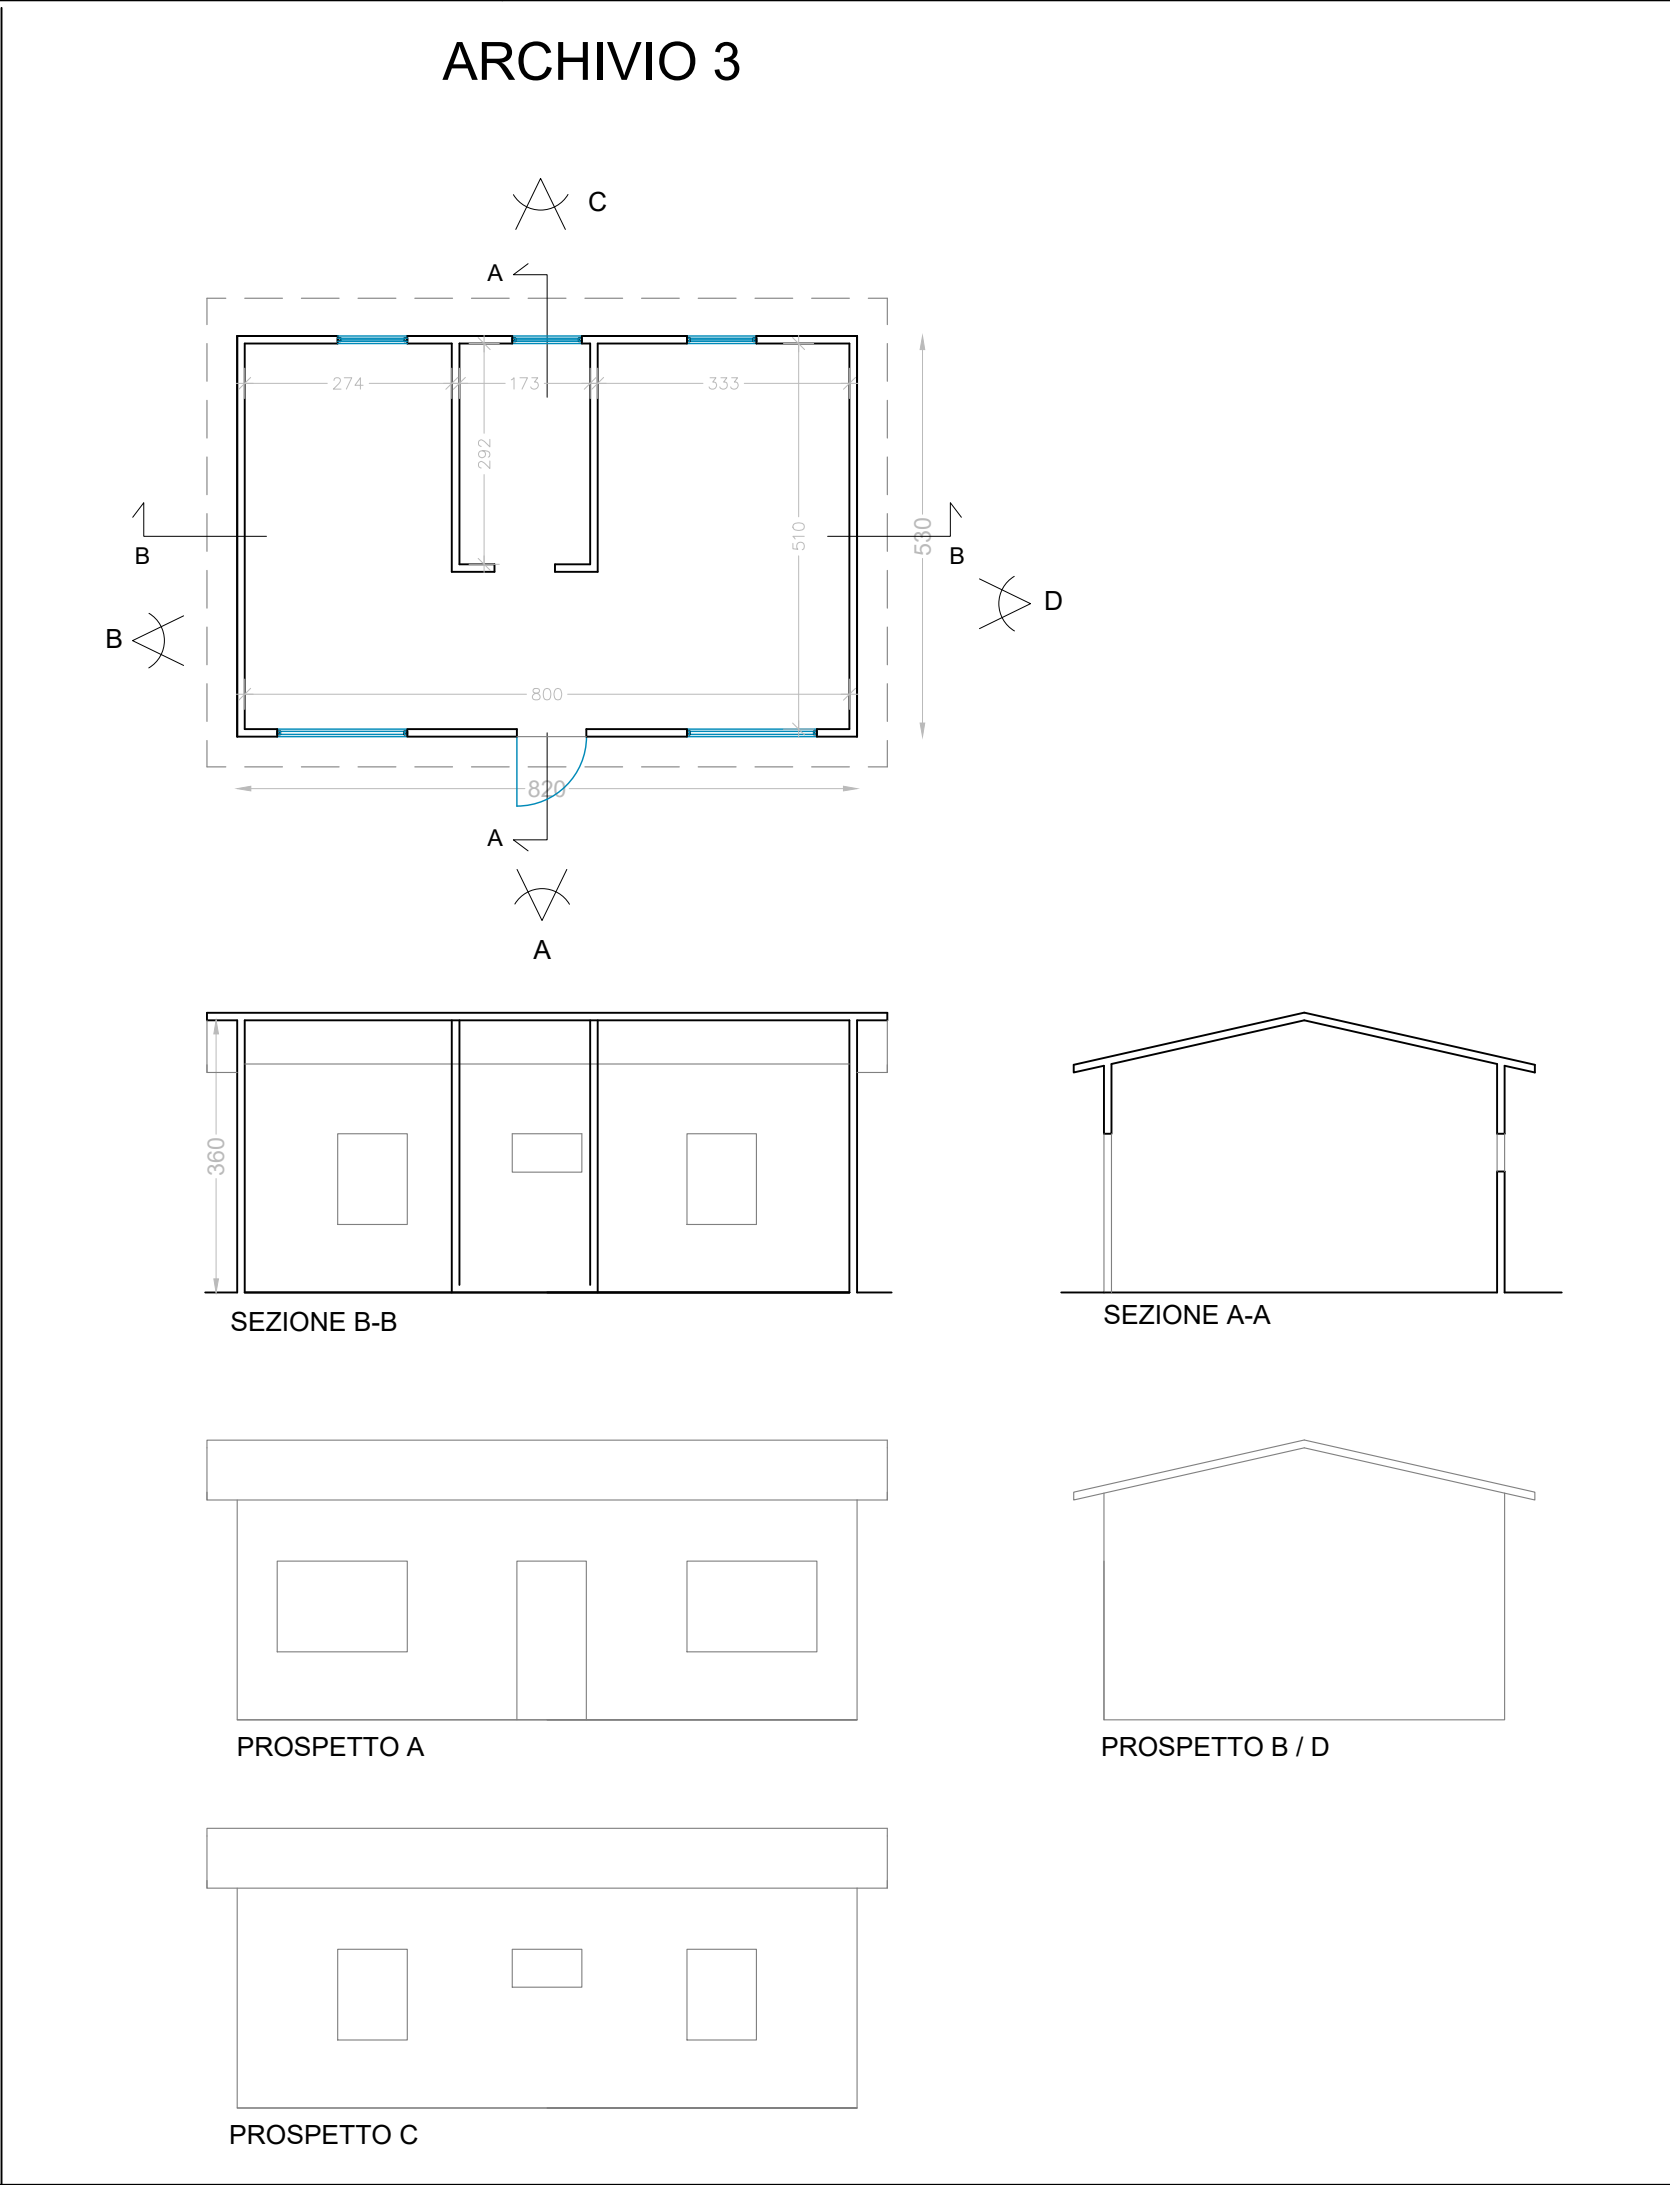 ARCHIVIO 3
C
A
274
173
333
292
510
530
B
B
B
D
800
820
A
A
360
SEZIONE B-B
SEZIONE A-A
PROSPETTO A
PROSPETTO B / D
PROSPETTO C